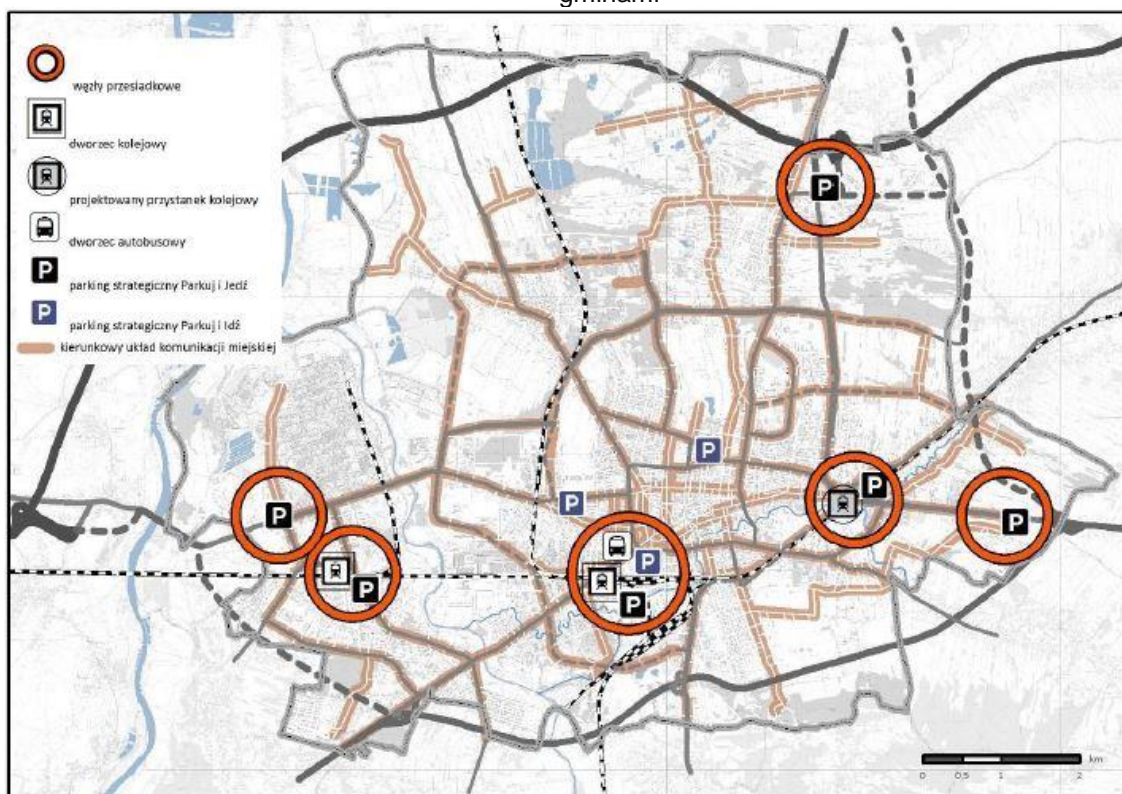 gminami
węzły przesiadkowe
dworzec kolejowy
projektowany przystanek kolejowy
dworzec autobusowy
P parking strategiczny Parkuj i Jedź
P parking strategiczny Parkuj i Idź
kierunkowy układ komunikacji miejskiej
P
P
P
P
P
P
P
P
P
km
0 0,5 1 2